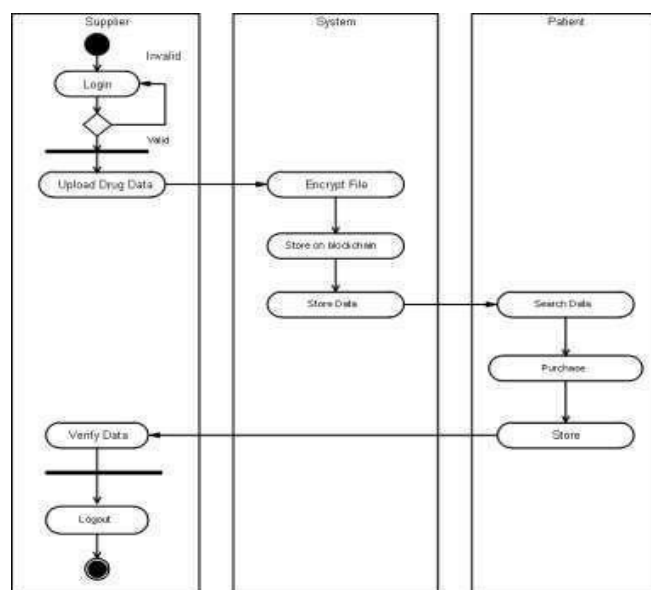 Supplier
System
Patient
Invalid
Login
Valid
Upload Drug Data
Encrypt File
Store on blockchain
Store Data
Search Data
Purchase
Verify Data
Store
Logout